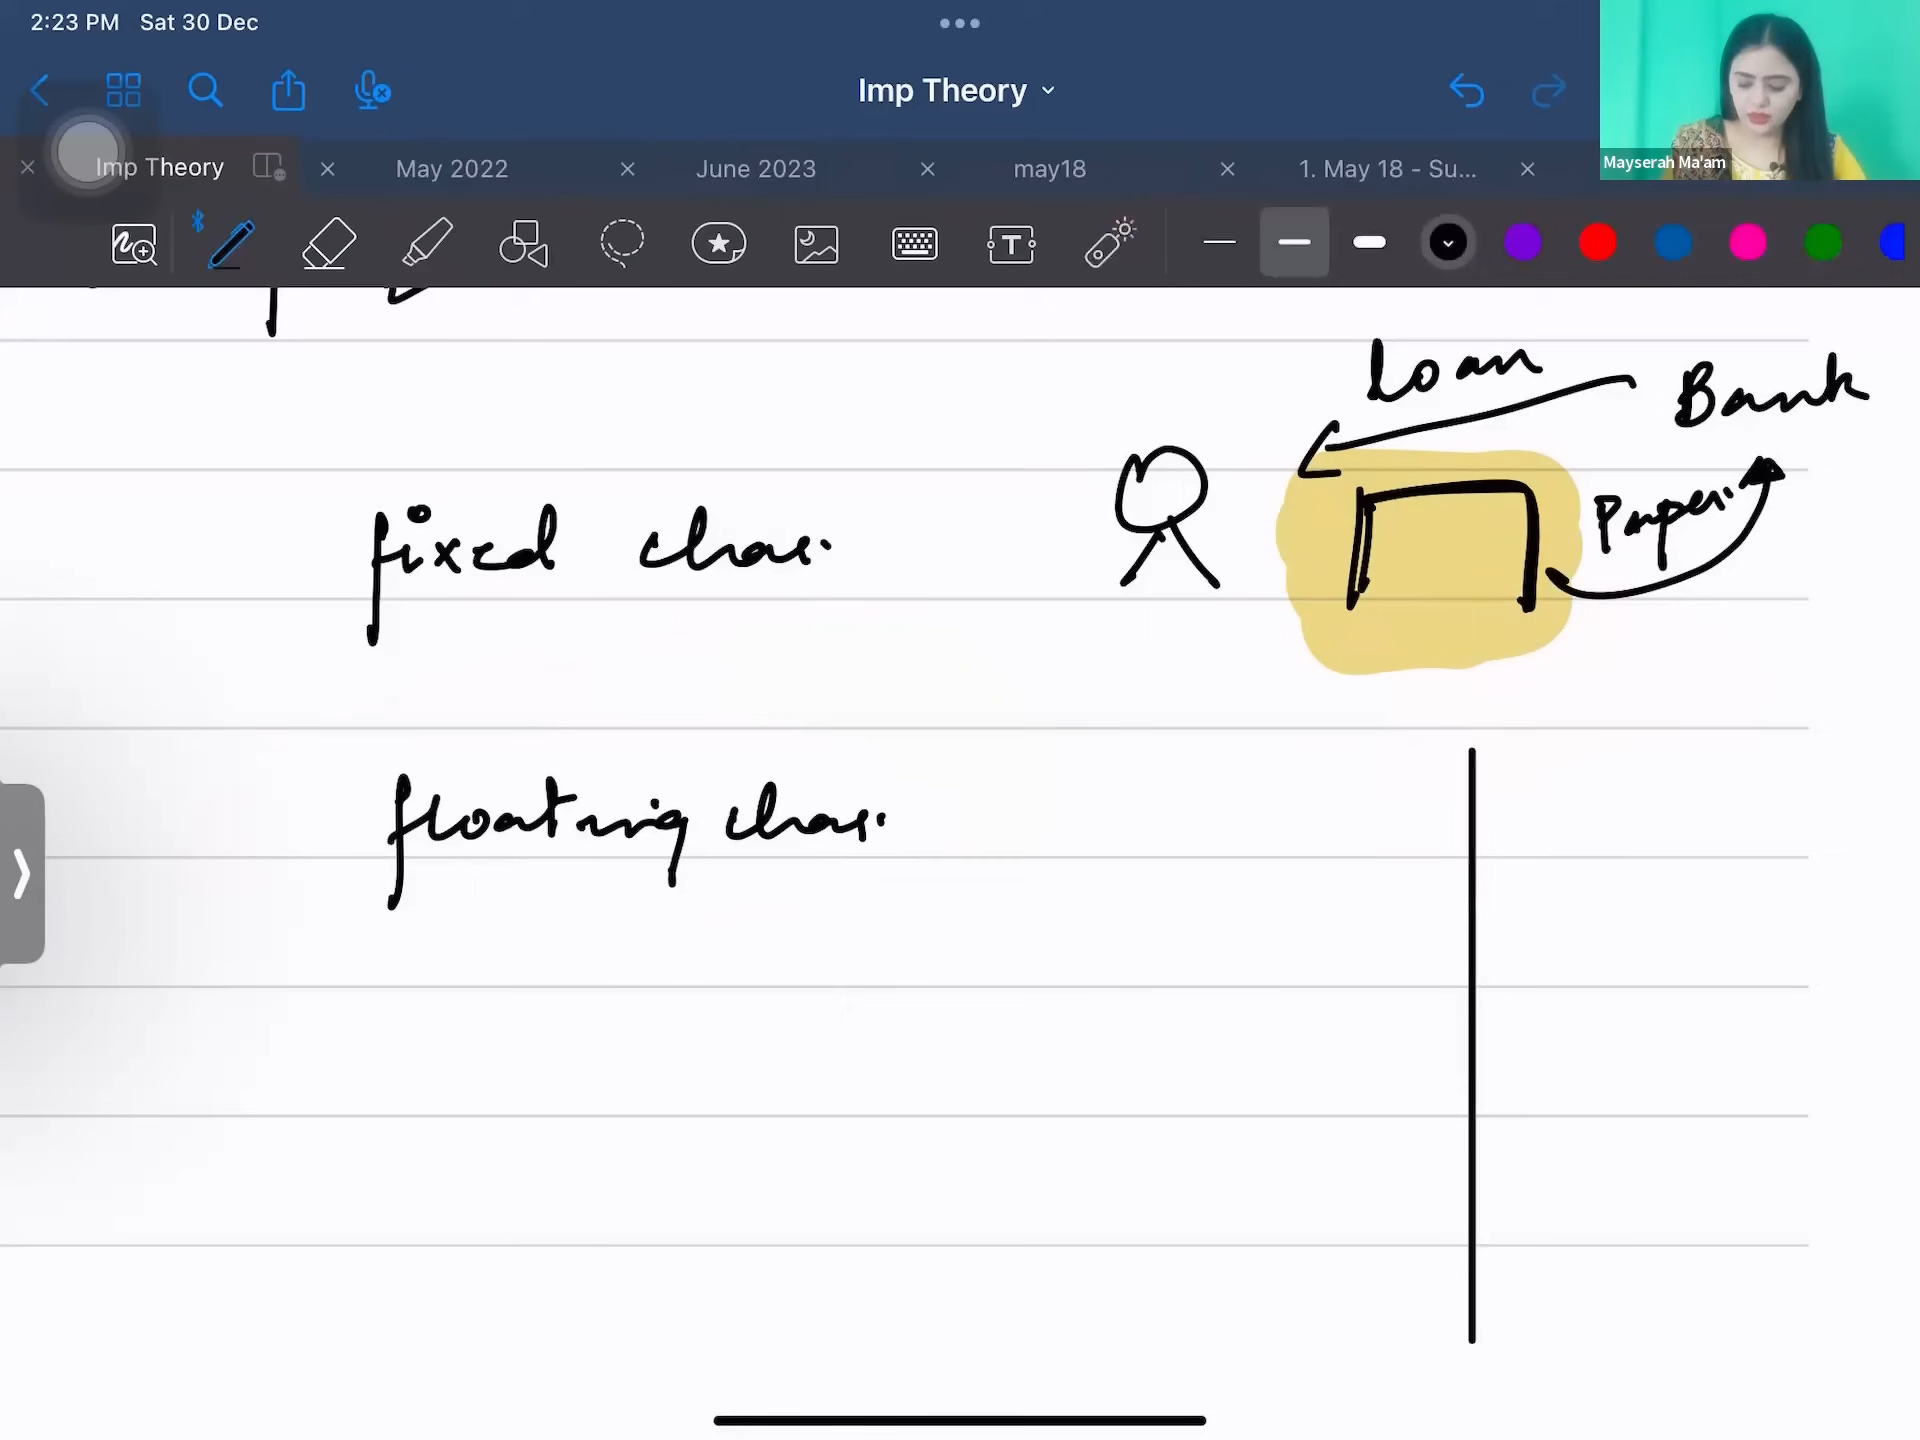 2:23 PM Sat 30 Dec
Imp Theory
Mayserah Ma'am
Imp Theory
May 2022
June 2023
may18
1. May 18 - Su...
loan
Bank
fixed char.
Paper.
floating char.